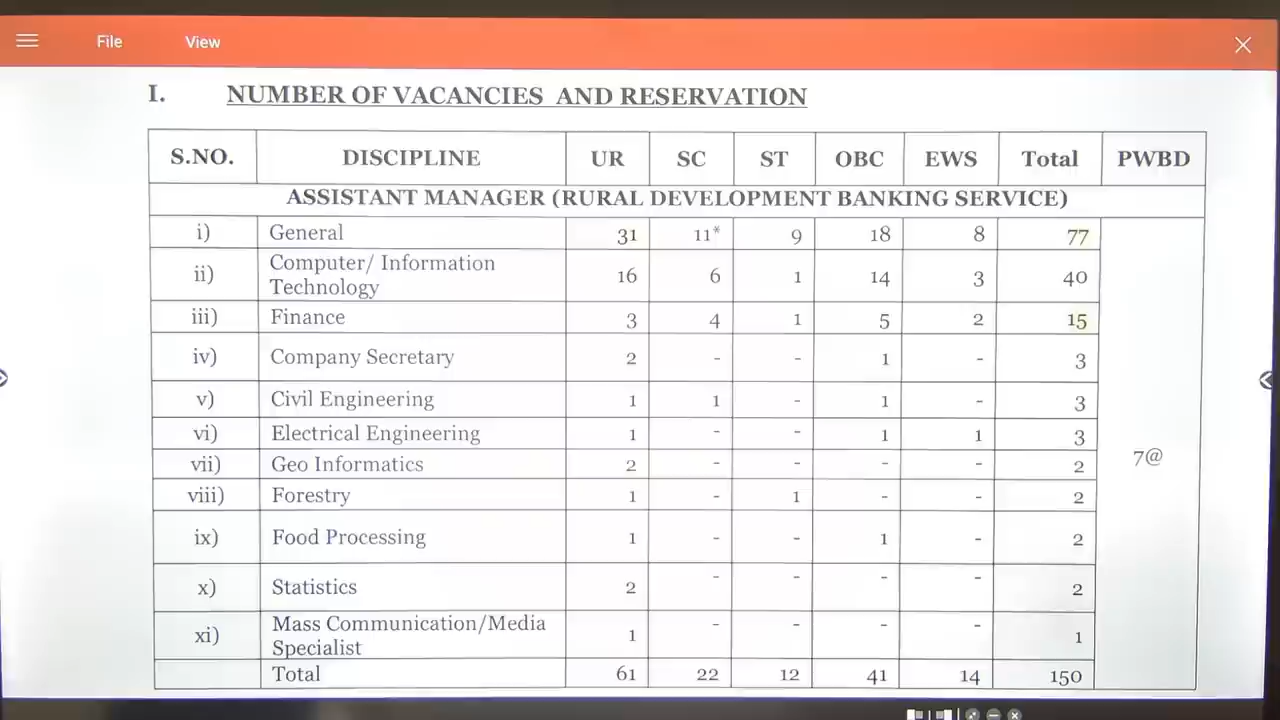 File View
I. NUMBER OF VACANCIES AND RESERVATION
S.NO. DISCIPLINE UR SC ST OBC EWS Total PWBD
ASSISTANT MANAGER (RURAL DEVELOPMENT BANKING SERVICE)
i) General 31 11* 9 18 8 77
ii) Computer/ Information
Technology 16 6 1 14 3 40
iii) Finance 3 4 1 5 2 15
iv) Company Secretary 2 - - 1 - 3
v) Civil Engineering 1 1 - 1 - 3
vi) Electrical Engineering 1 - - 1 1 3
7@
vii) Geo Informatics 2 - - - - 2
viii) Forestry 1 - 1 - - 2
ix) Food Processing 1 - - 1 - 2
x) Statistics 2 - - - - 2
xi) Mass Communication/Media
Specialist 1 - - - - 1
Total 61 22 12 41 14 150